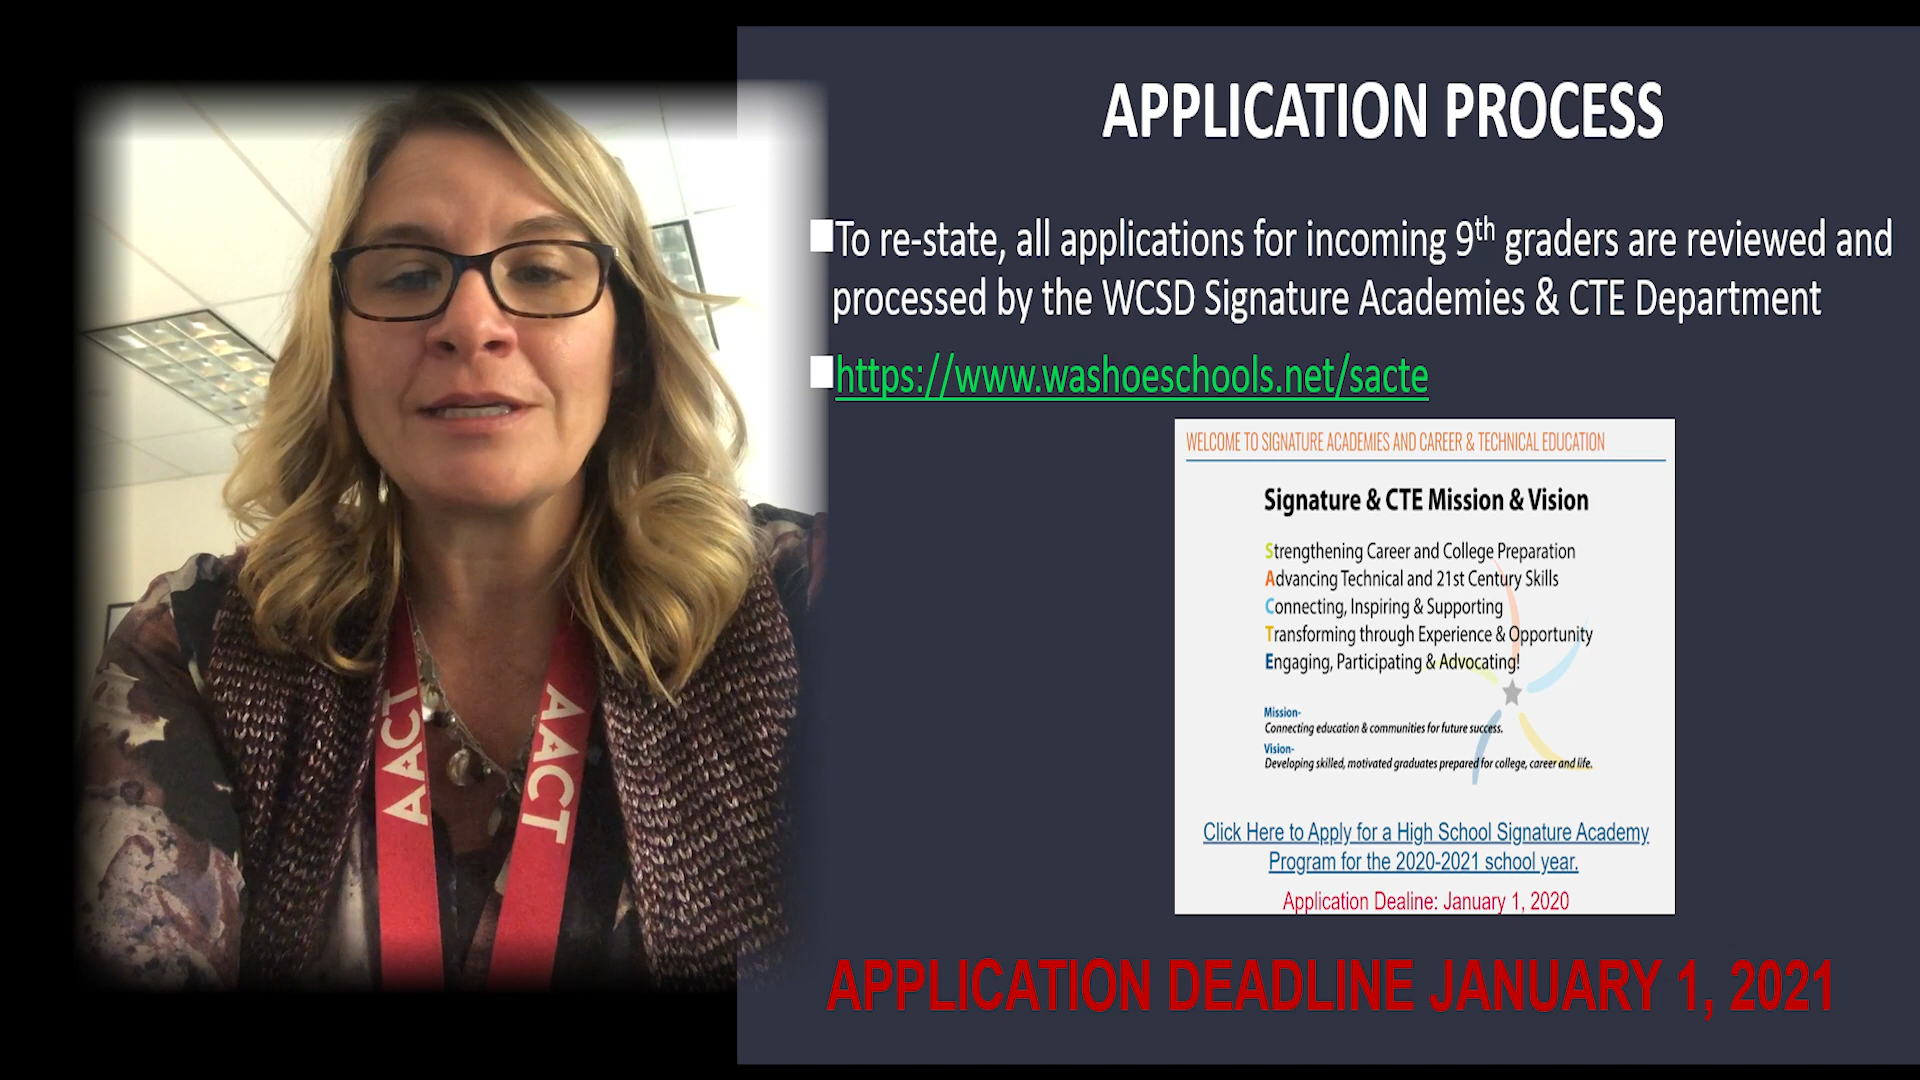 APPLICATION PROCESS
To re-state, all applications for incoming 9th graders are reviewed and
processed by the WCSD Signature Academies & CTE Department
https://www.washoeschools.net/sacte
WELCOME TO SIGNATURE ACADEMIES AND CAREER & TECHNICAL EDUCATION
Signature & CTE Mission & Vision
Strengthening Career and College Preparation
Advancing Technical and 21st Century Skills
Connecting, Inspiring & Supporting
Transforming through Experience & Opportunity
Engaging, Participating & Advocating!
Mission-
Connecting education & communities for future success.
Vision-
Developing skilled, motivated graduates prepared for college, career and life.
Click Here to Apply for a High School Signature Academy
Program for the 2020-2021 school year.
Application Dealine: January 1, 2020
APPLICATION DEADLINE JANUARY 1, 2021
AACT
AACT